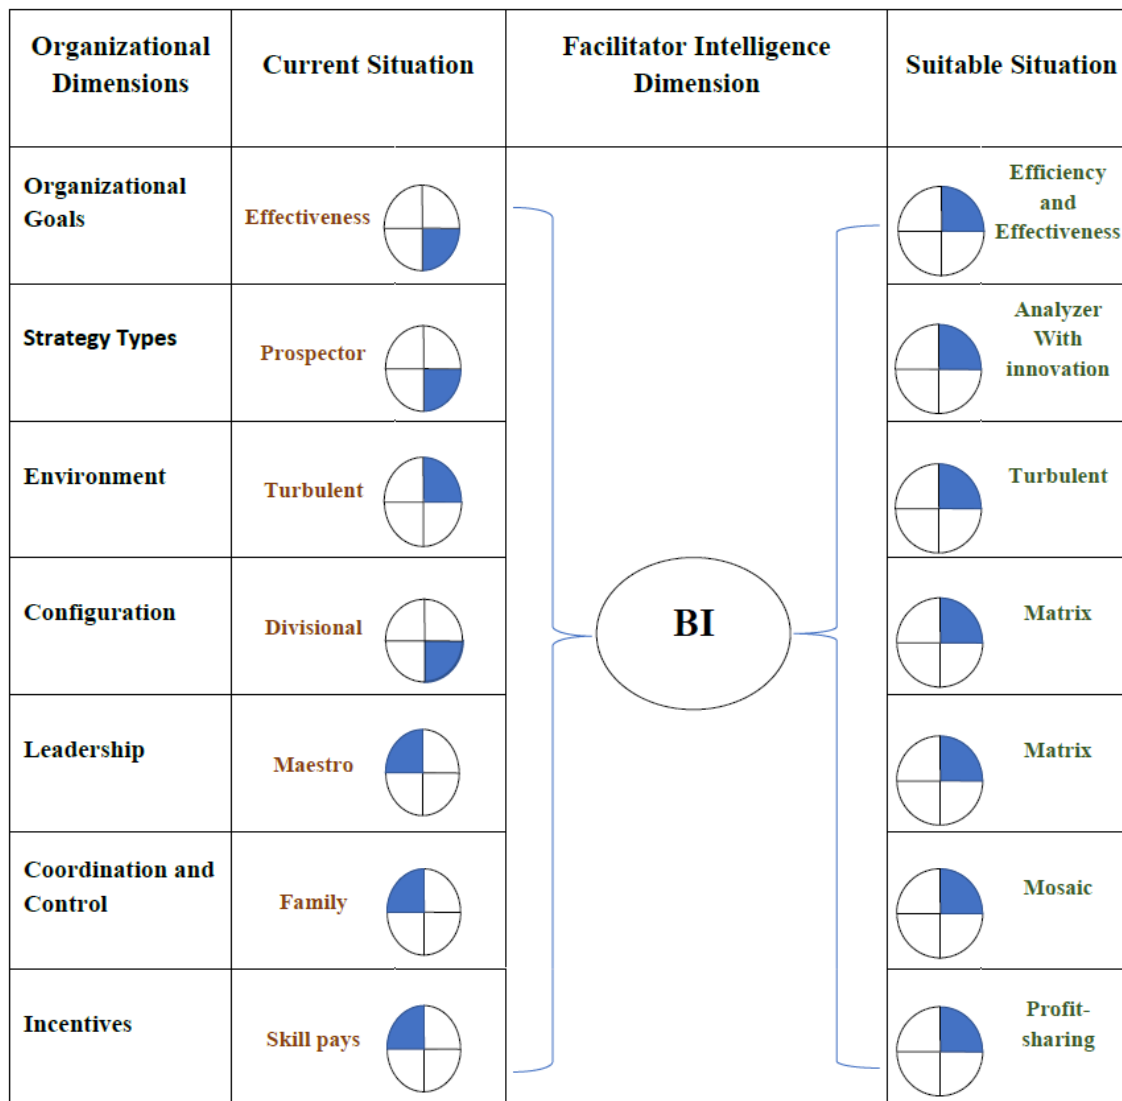 Organizational
Dimensions
Current Situation
Facilitator Intelligence
Dimension
Suitable Situation
Organizational
Goals
Effectiveness
Efficiency
and
Effectiveness
Strategy Types
Prospector
Analyzer
With
innovation
Environment
Turbulent
Turbulent
Configuration
Divisional
BI
Matrix
Leadership
Maestro
Matrix
Coordination and
Control
Family
Mosaic
Incentives
Skill pays
Profit-
sharing